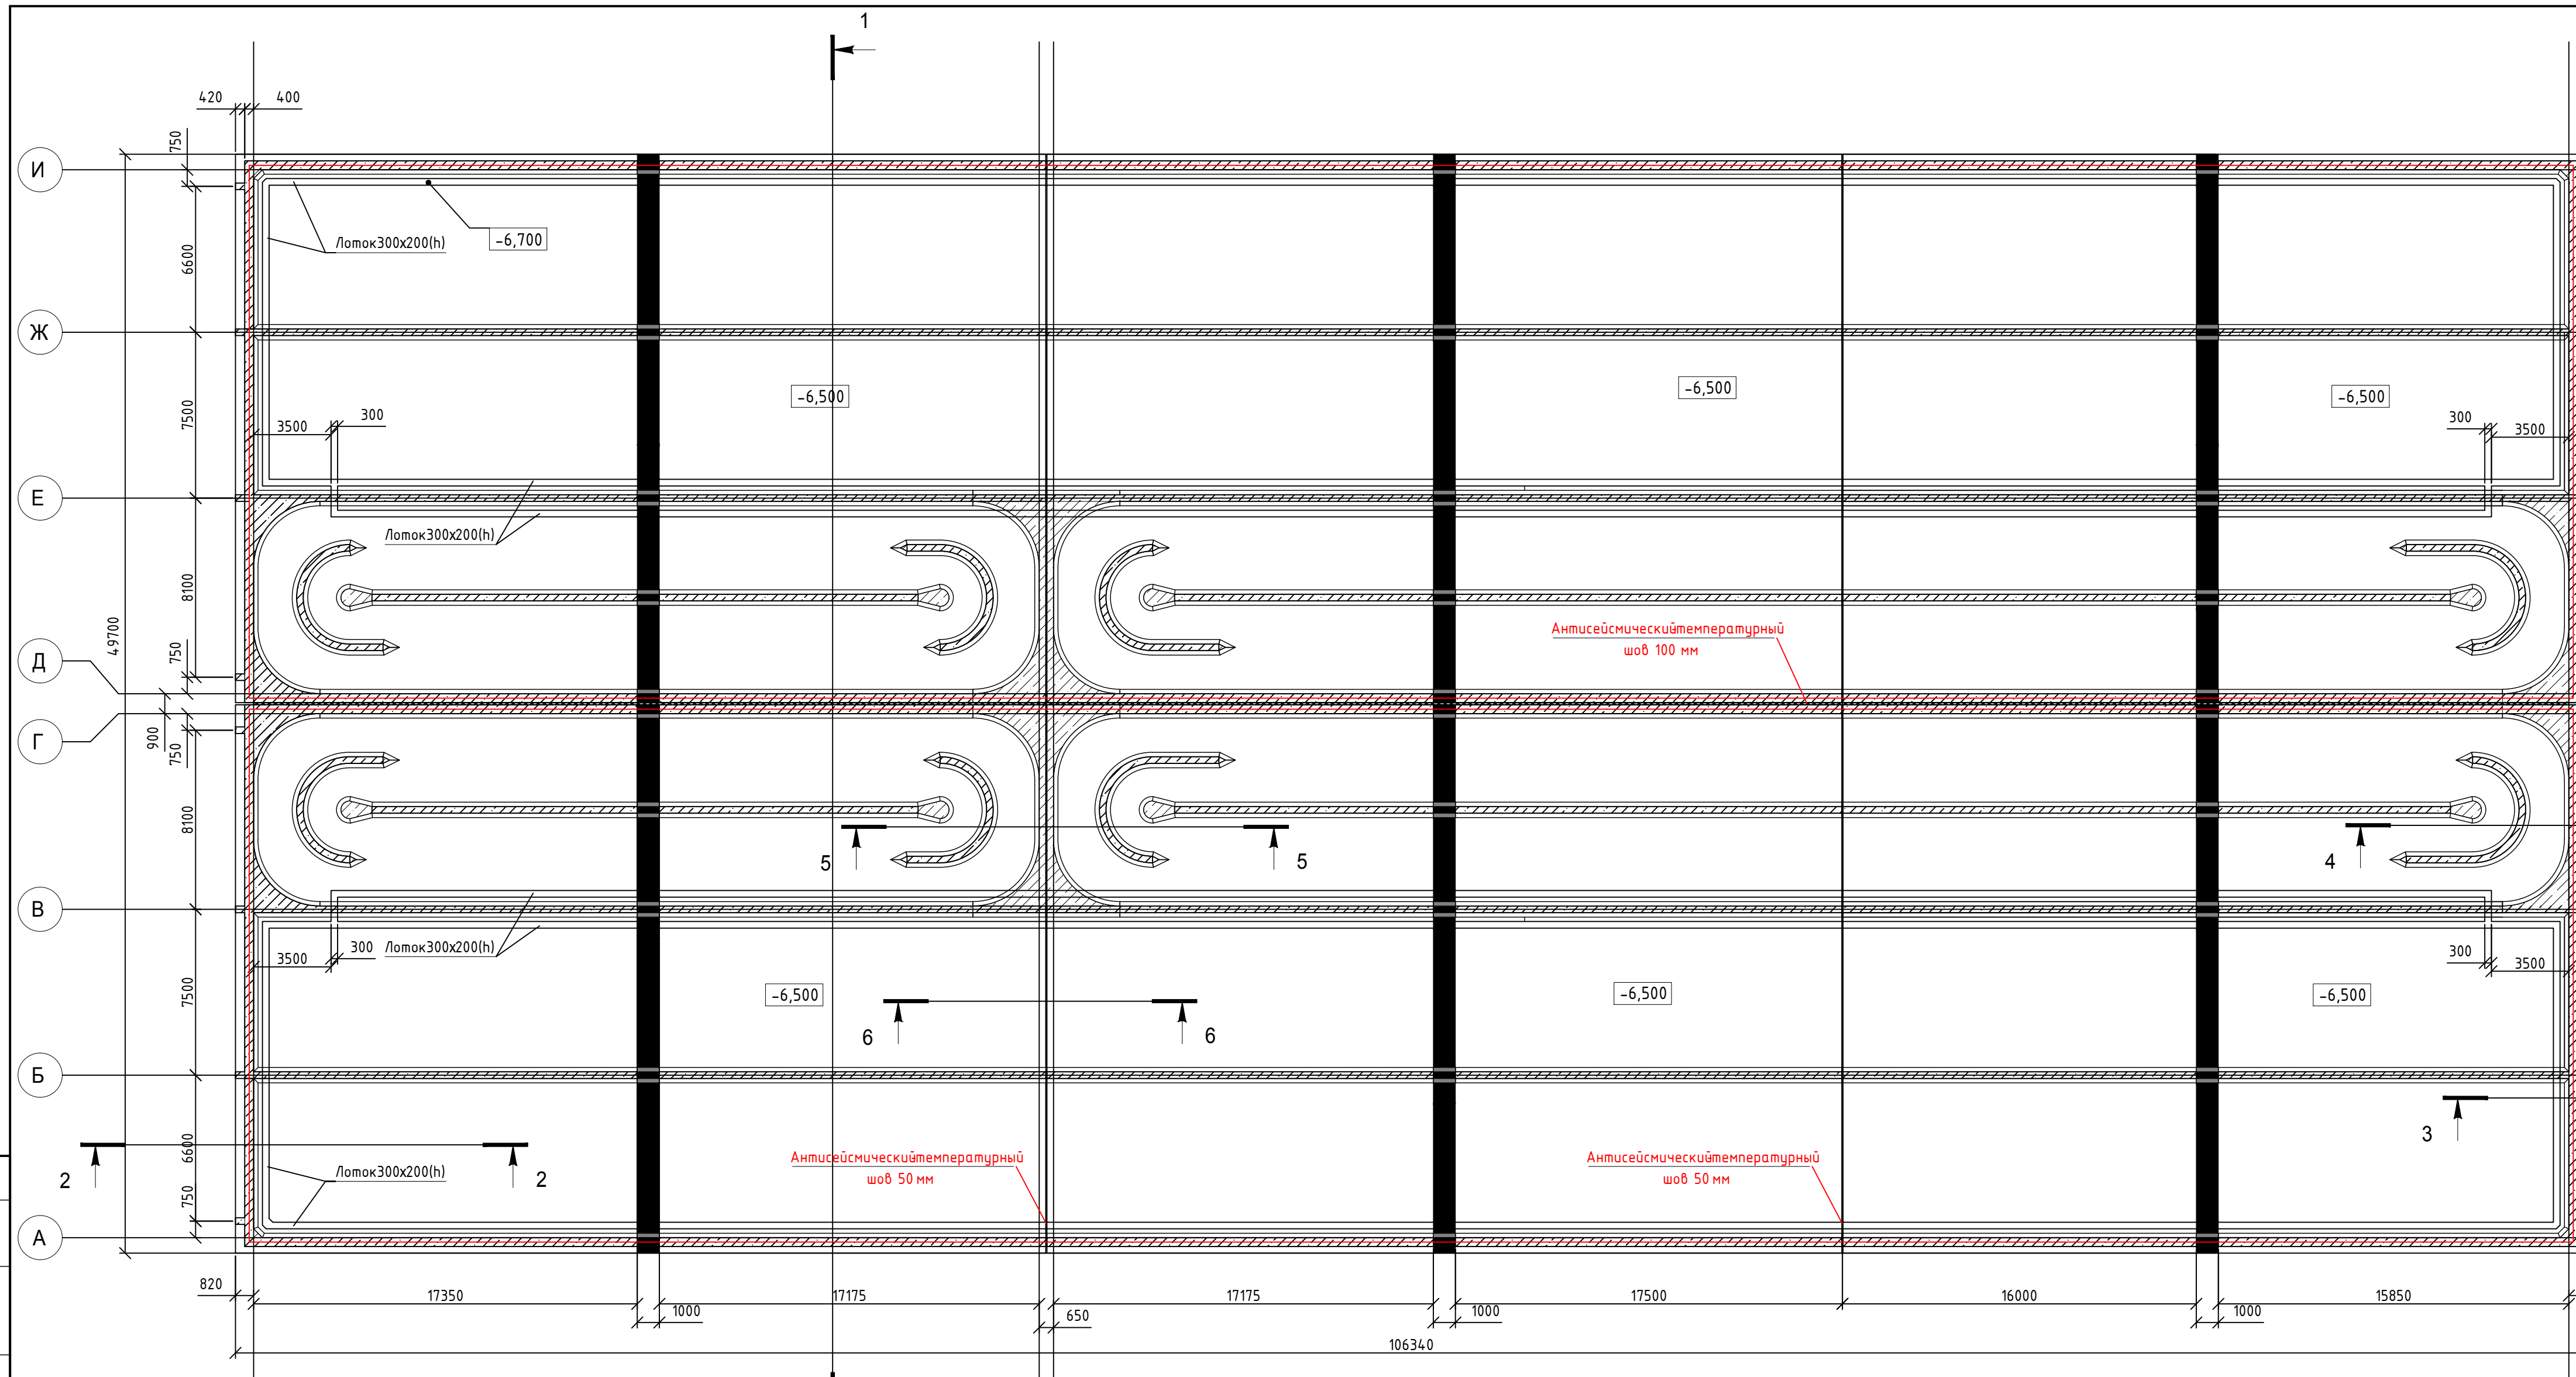 1
420
400
750
И
Лоток300х200(h)
-6,700
6600
Ж
-6,500
-6,500
-6,500
7500
3500
300
300
3500
Е
Лоток300х200(h)
8100
49700
Антисейсмическийтемпературный
шов 100 мм
Д
750
Г
900
750
8100
5
5
4
В
Лоток300х200(h)
3500
300
300
3500
7500
-6,500
-6,500
-6,500
6
6
Б
3
6600
2
2
Лоток300х200(h)
Антисейсмическийтемпературный
шов 50 мм
Антисейсмическийтемпературный
шов 50 мм
750
А
820
17350
1000
17175
650
17175
1000
17500
16000
1000
15850
106340